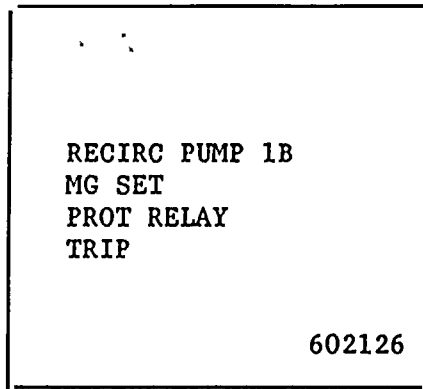 RECIRC PUMP 1B
MG SET
PROT RELAY
TRIP
602126